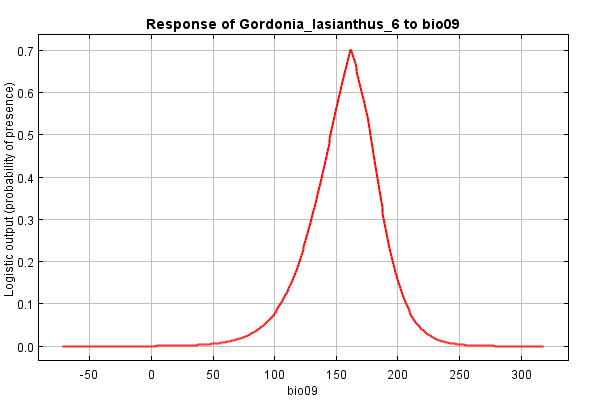 Response of Gordonia_lasianthus_6 to bio09
Logistic output (probability of presence)
0.7
0.6
0.5
0.4
0.3
0.2
0.1
0.0
-50 0 50 100 150 200 250 300
bio09